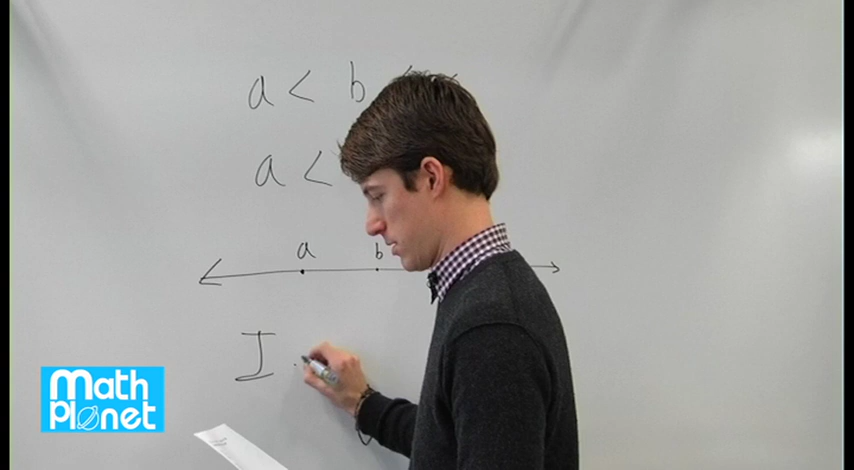 a < b <
a <
a b
I
Math
Planet